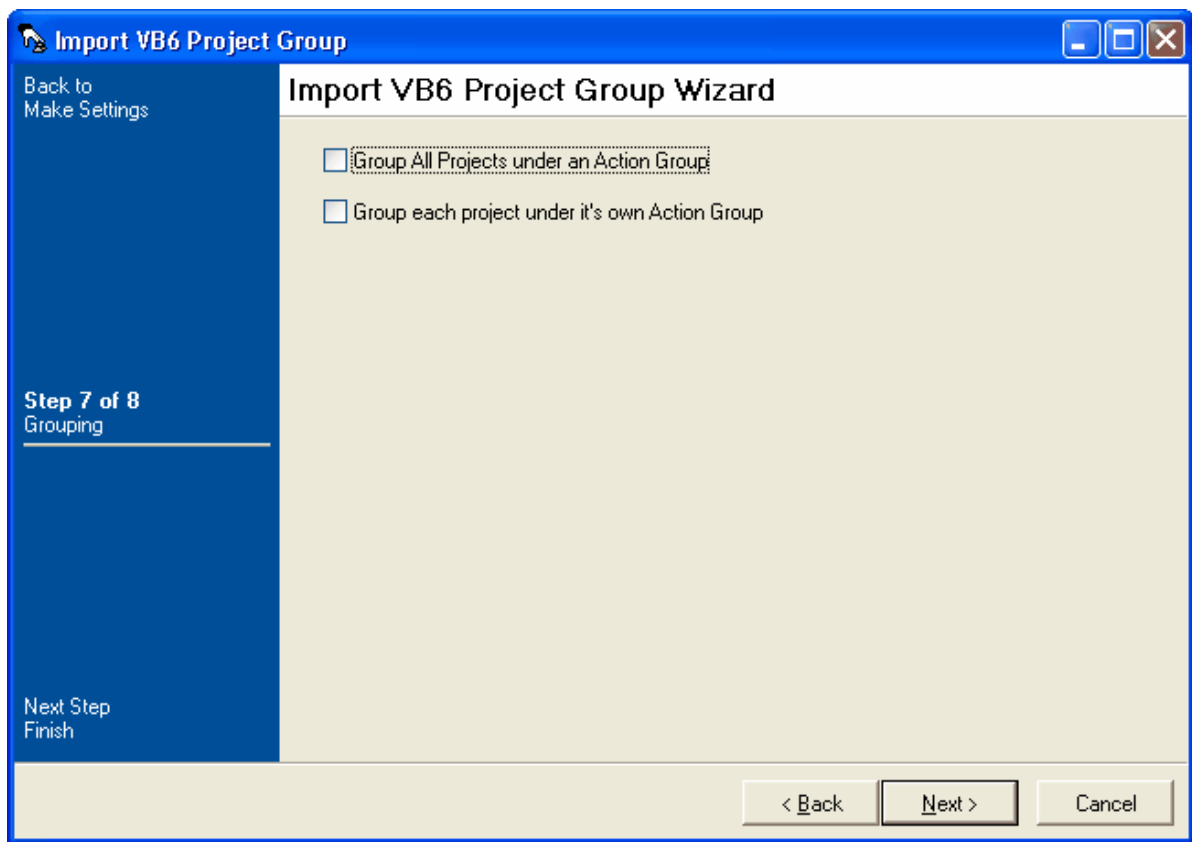 Import VB6 Project Group
Back to
Make Settings
Import VB6 Project Group Wizard
Group All Projects under an Action Group
Group each project under it's own Action Group
Step 7 of 8
Grouping
Next Step
Finish
< Back
Next >
Cancel